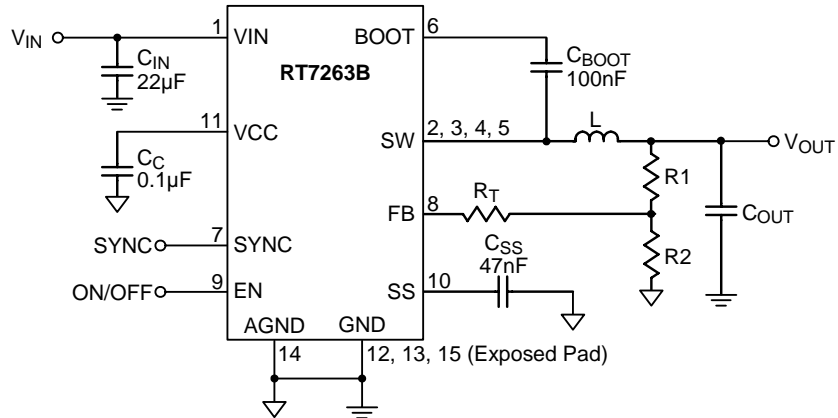 VIN
CIN
22µF
1
VIN
BOOT
6
RT7263B
CBOOT
100nF
11
VCC
CC
0.1µF
SW
2, 3, 4, 5
L
VOUT
R1
RT
FB
8
COUT
SYNC
7
SYNC
CSS
47nF
R2
ON/OFF
9
EN
SS
10
AGND
GND
14
12, 13, 15 (Exposed Pad)